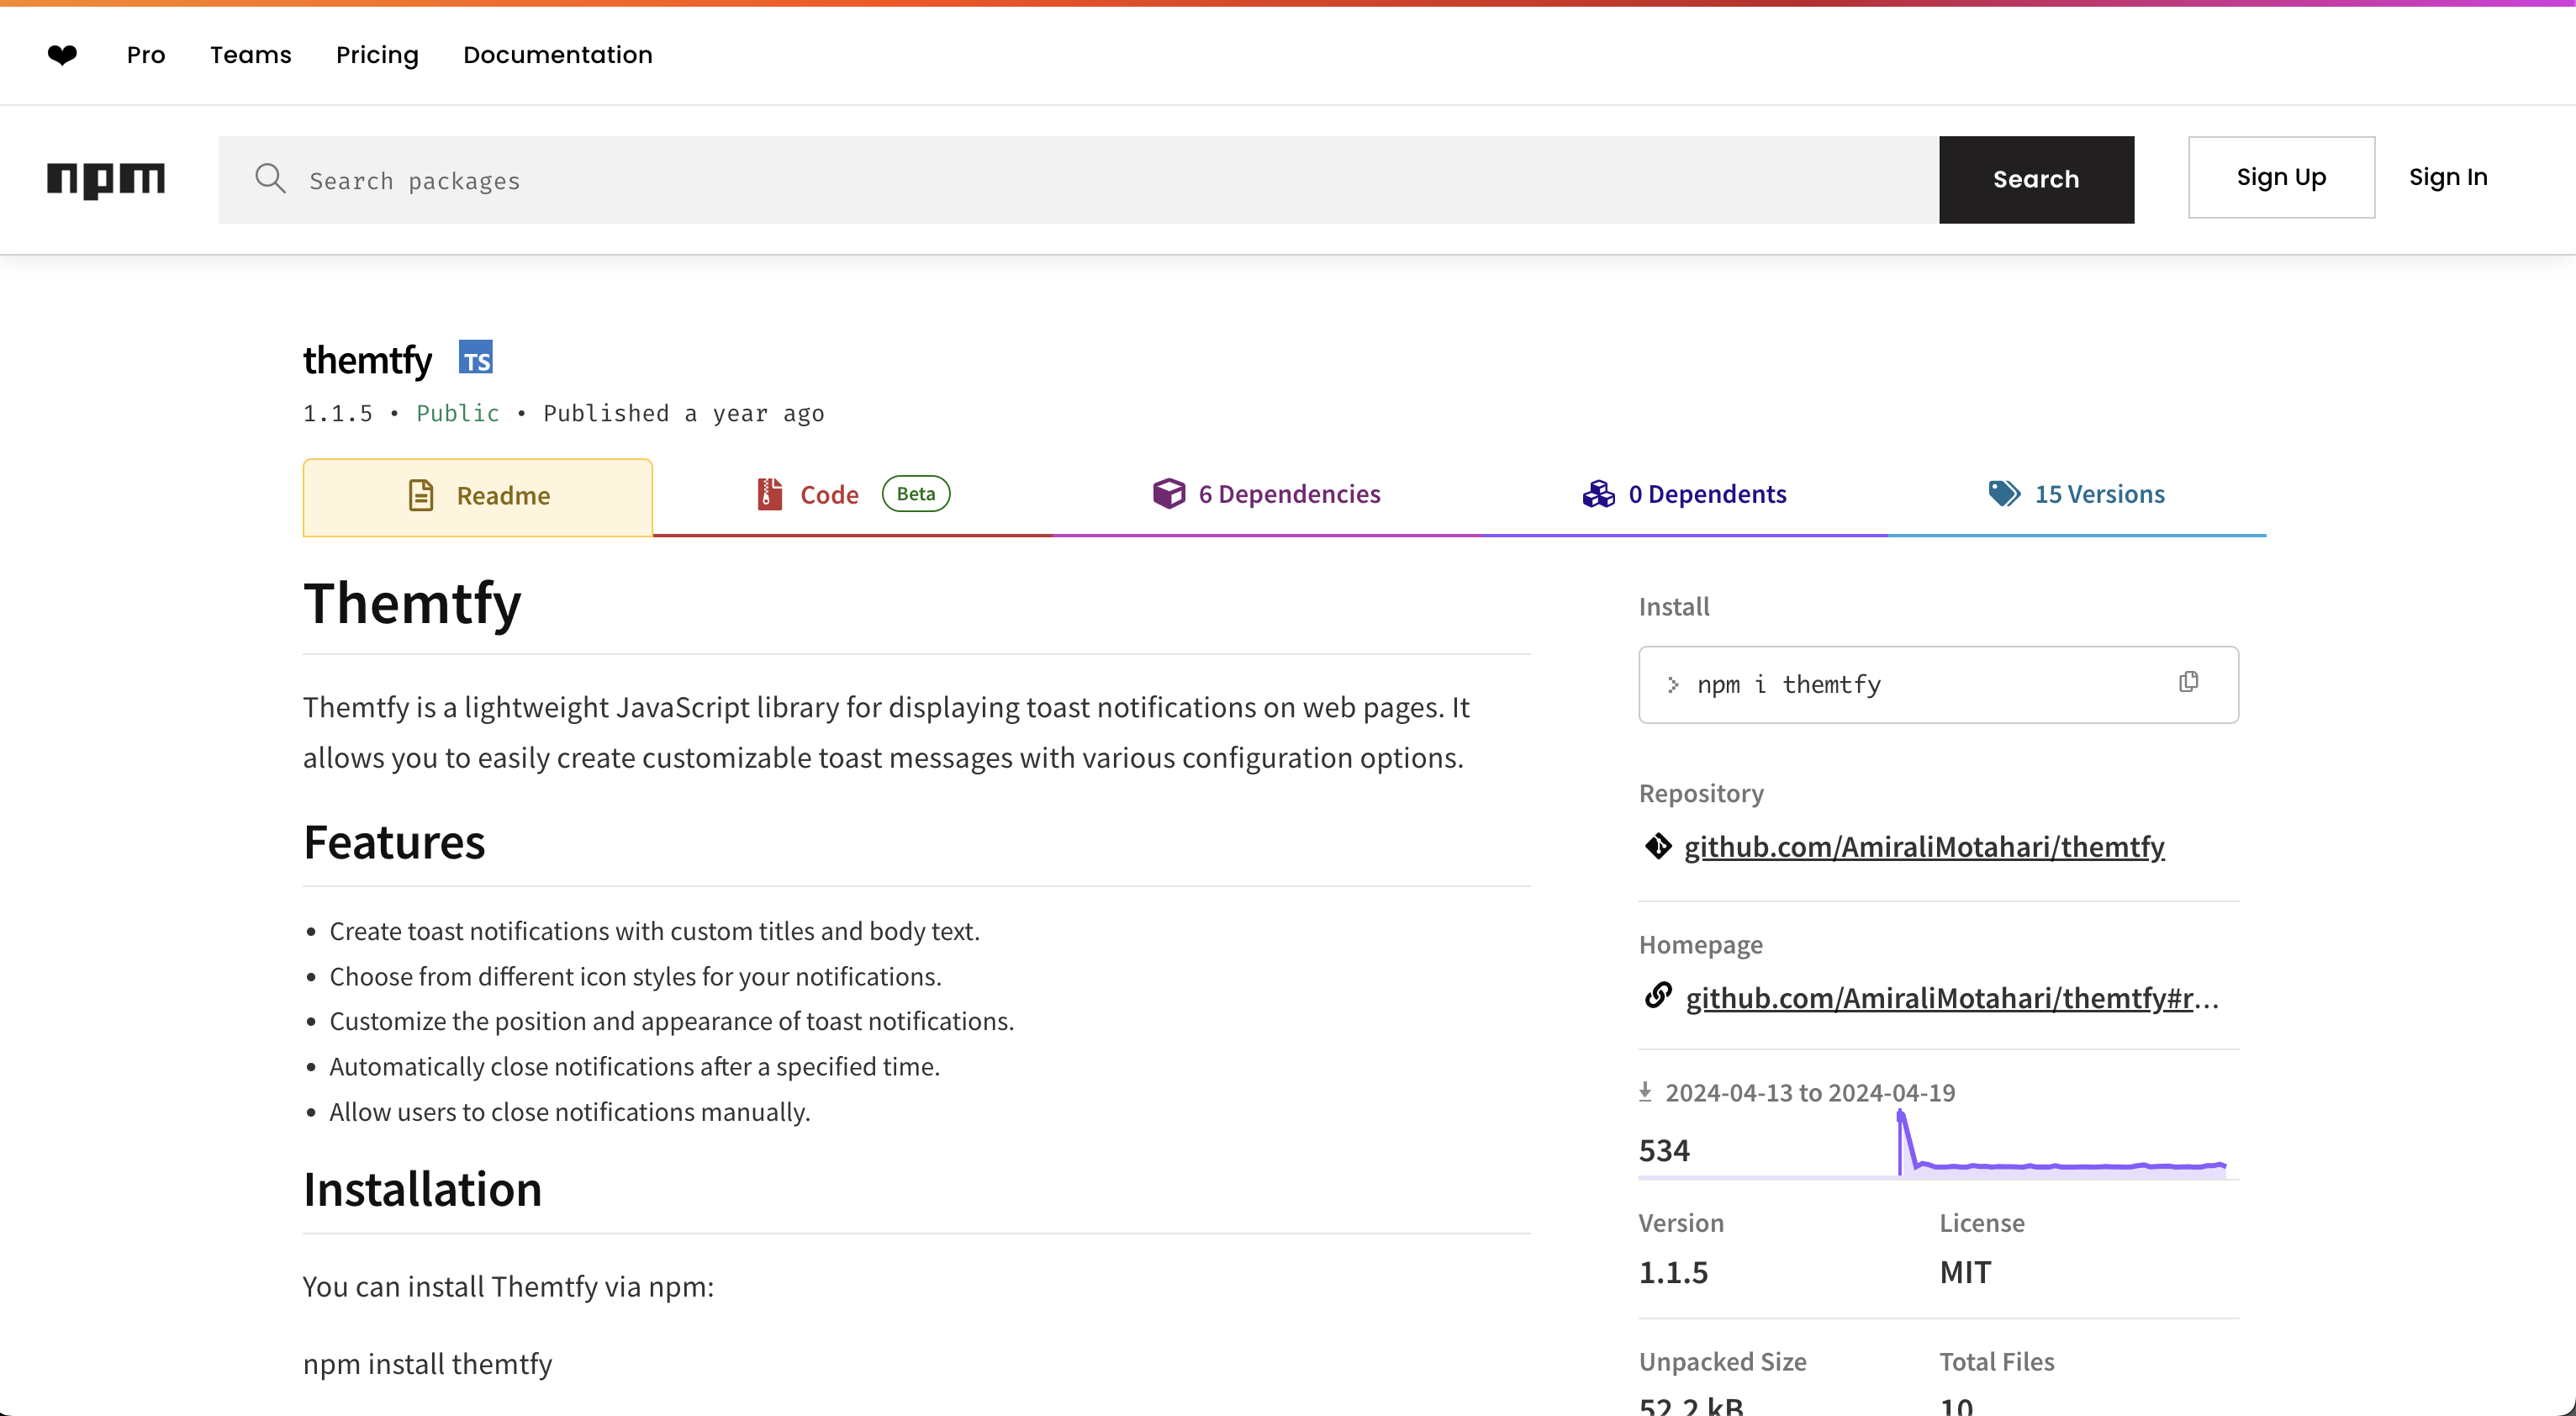 Pro Teams Pricing Documentation
npm Search packages Search Sign Up Sign In
themtfy TS
1.1.5 • Public • Published a year ago
Readme Code Beta 6 Dependencies 0 Dependents 15 Versions
Themtfy
Themtfy is a lightweight JavaScript library for displaying toast notifications on web pages. It
allows you to easily create customizable toast messages with various configuration options.
Features
• Create toast notifications with custom titles and body text.
• Choose from different icon styles for your notifications.
• Customize the position and appearance of toast notifications.
• Automatically close notifications after a specified time.
• Allow users to close notifications manually.
Installation
You can install Themtfy via npm:
npm install themtfy
Install
> npm i themtfy
Repository
github.com/AmiraliMotahari/themtfy
Homepage
github.com/AmiraliMotahari/themtfy#r...
2024-04-13 to 2024-04-19
534
Version License
1.1.5 MIT
Unpacked Size Total Files
52.2 kB 10